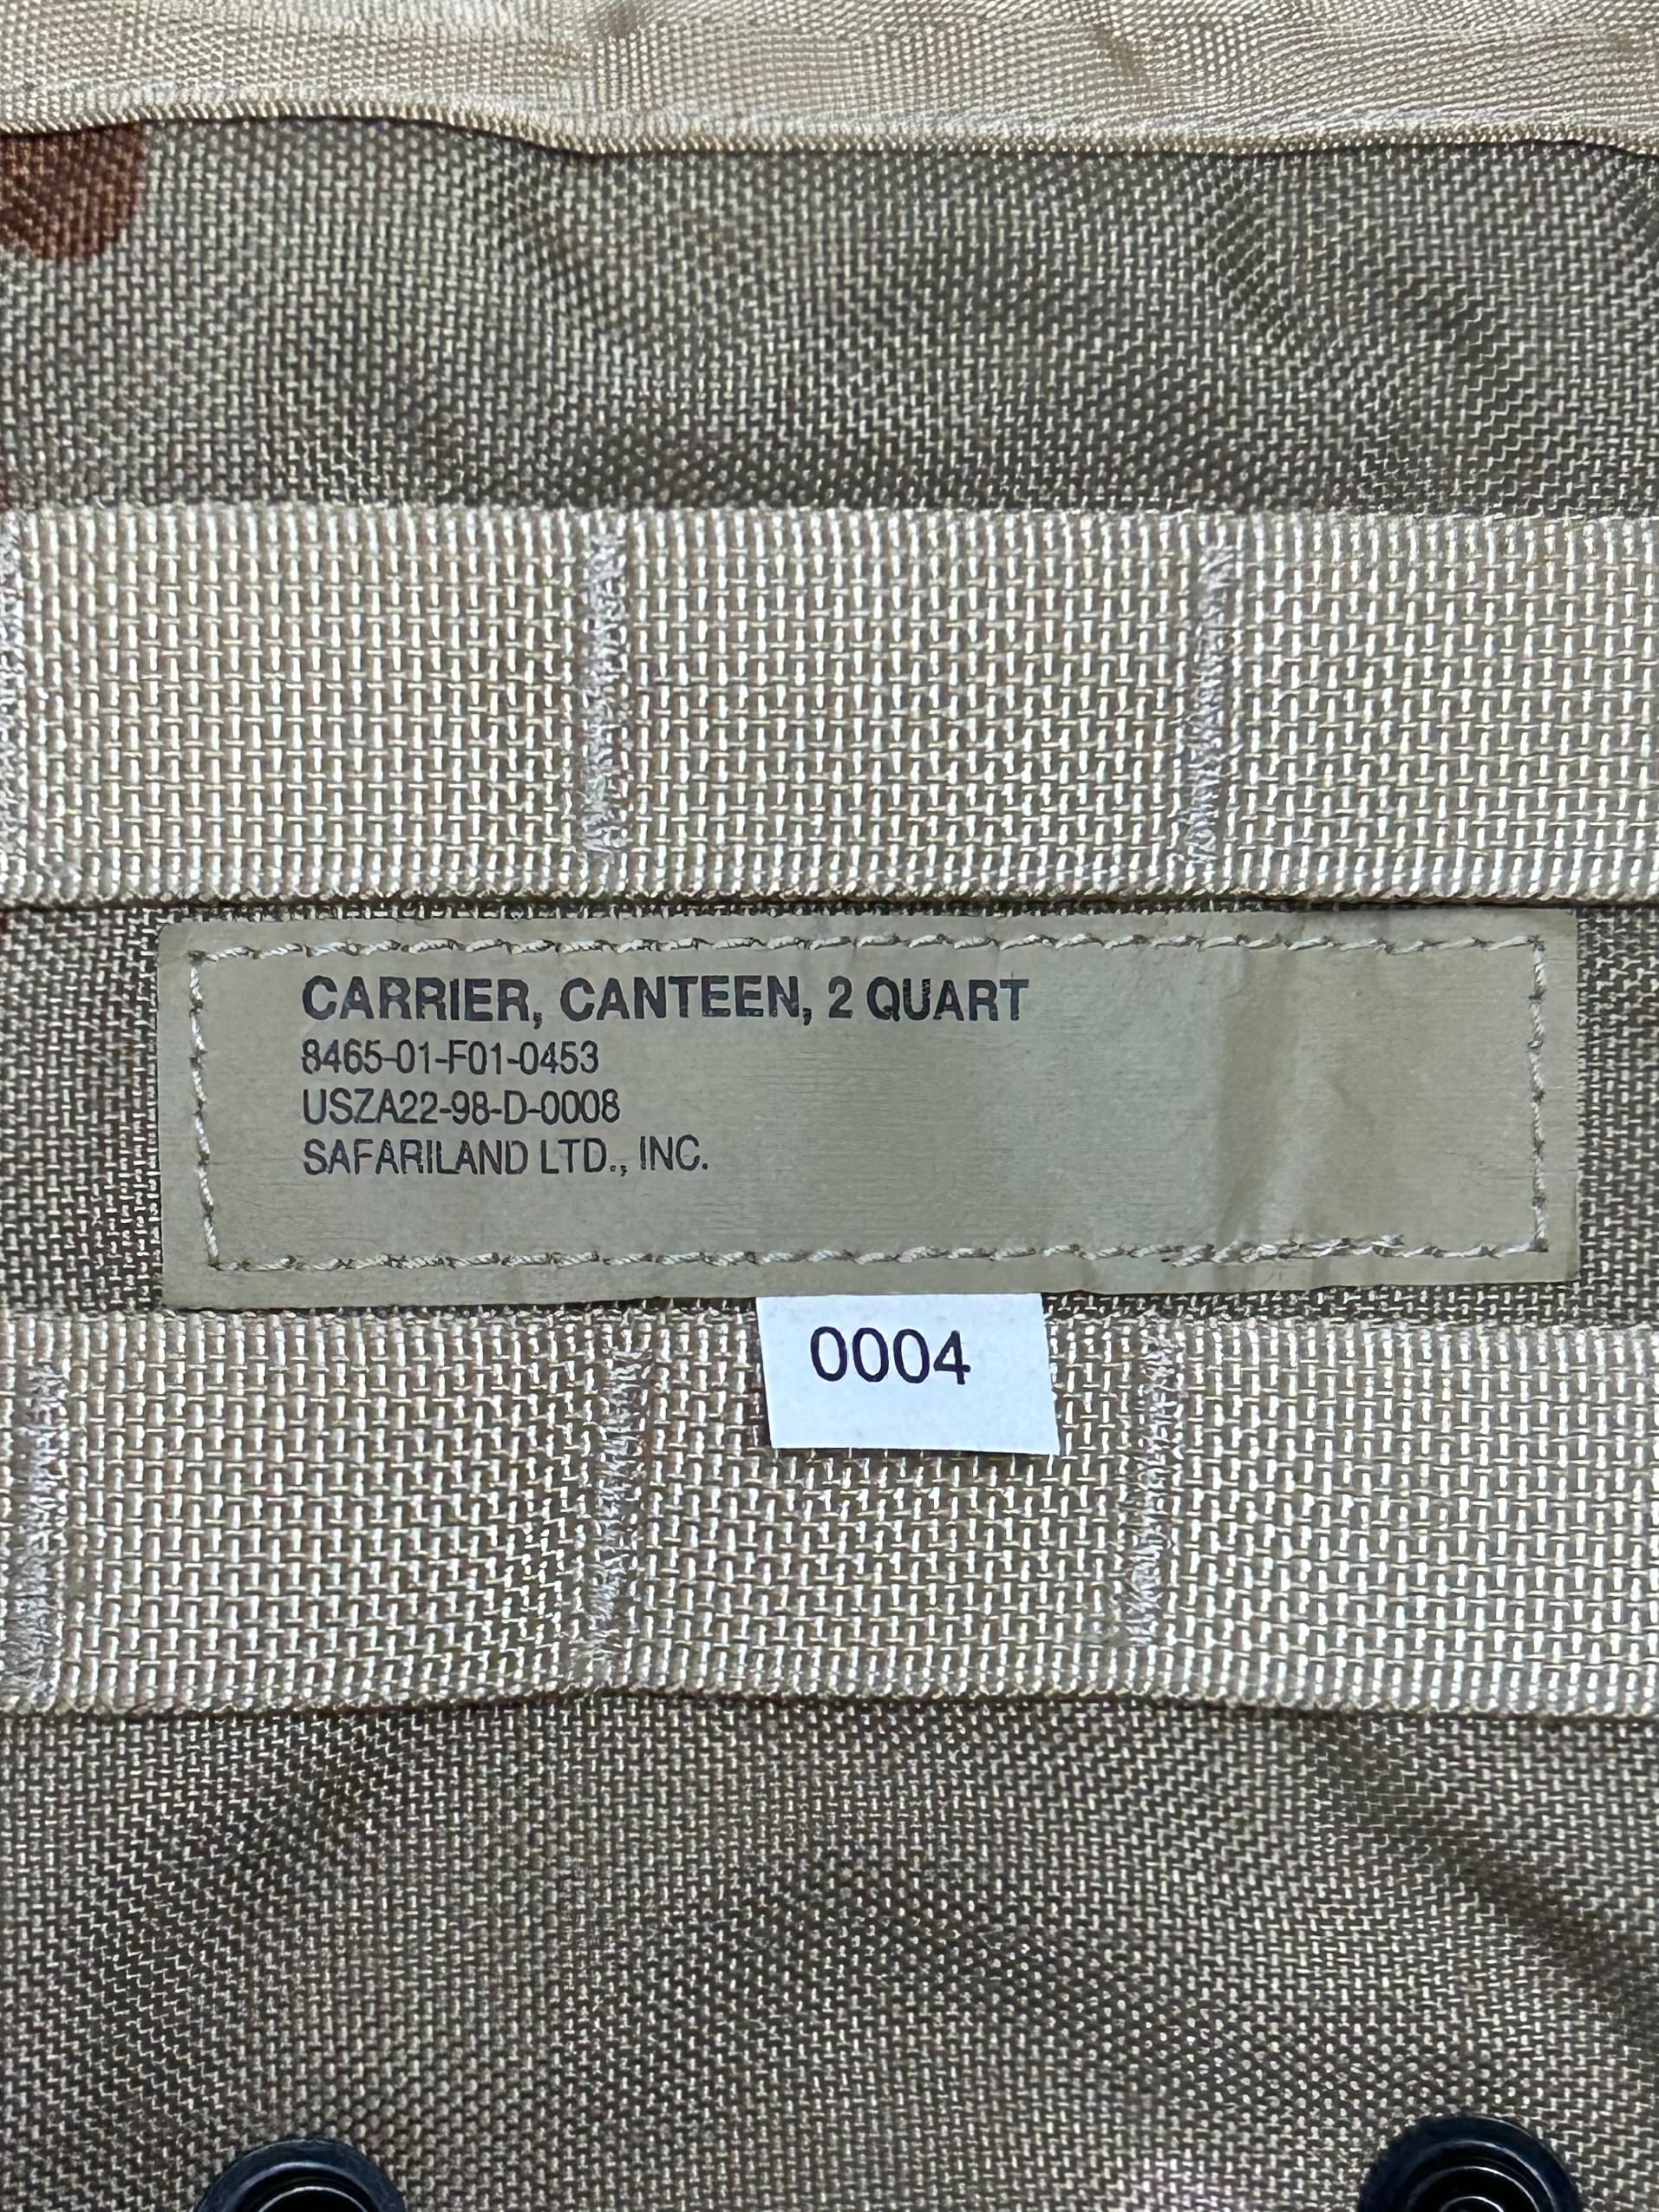 CARRIER, CANTEEN, 2 QUART
8465-01-F01-0453
USZA22-98-D-0008
SAFARILAND LTD., INC.
0004